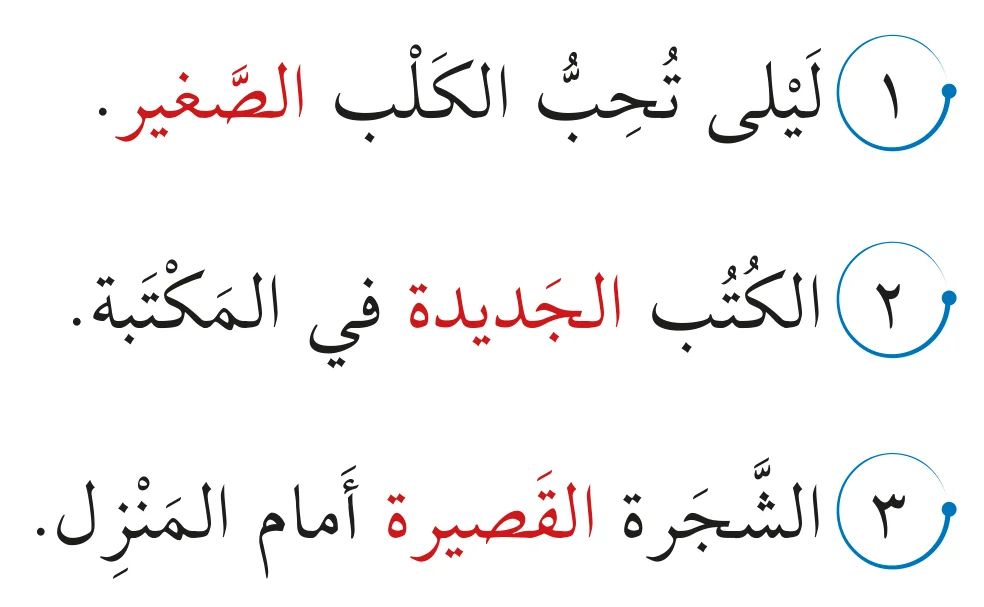 ١ لَيْلى تُحِبُّ الكَلْب الصَّغير.
٢ الكُتُب الجَديدة في المَكْتَبة.
٣ الشَّجَرة القَصيرة أَمام المَنْزِل.